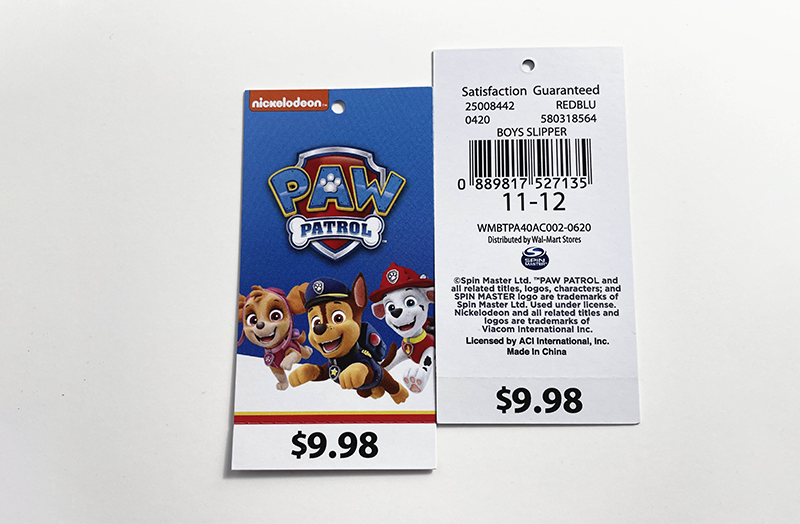 nickelodeon™
PAW
PATROL™
$9.98
Satisfaction Guaranteed
25008442 REDBLU
0420 580318564
BOYS SLIPPER
0 889817 527135
11-12
WMBTPA40AC002-0620
Distributed by Wal-Mart Stores
SPIN
MASTER
©Spin Master Ltd. ™PAW PATROL and
all related titles, logos, characters; and
SPIN MASTER logo are trademarks of
Spin Master Ltd. Used under license.
Nickelodeon and all related titles and
logos are trademarks of
Viacom International Inc.
Licensed by ACI International, Inc.
Made In China
$9.98